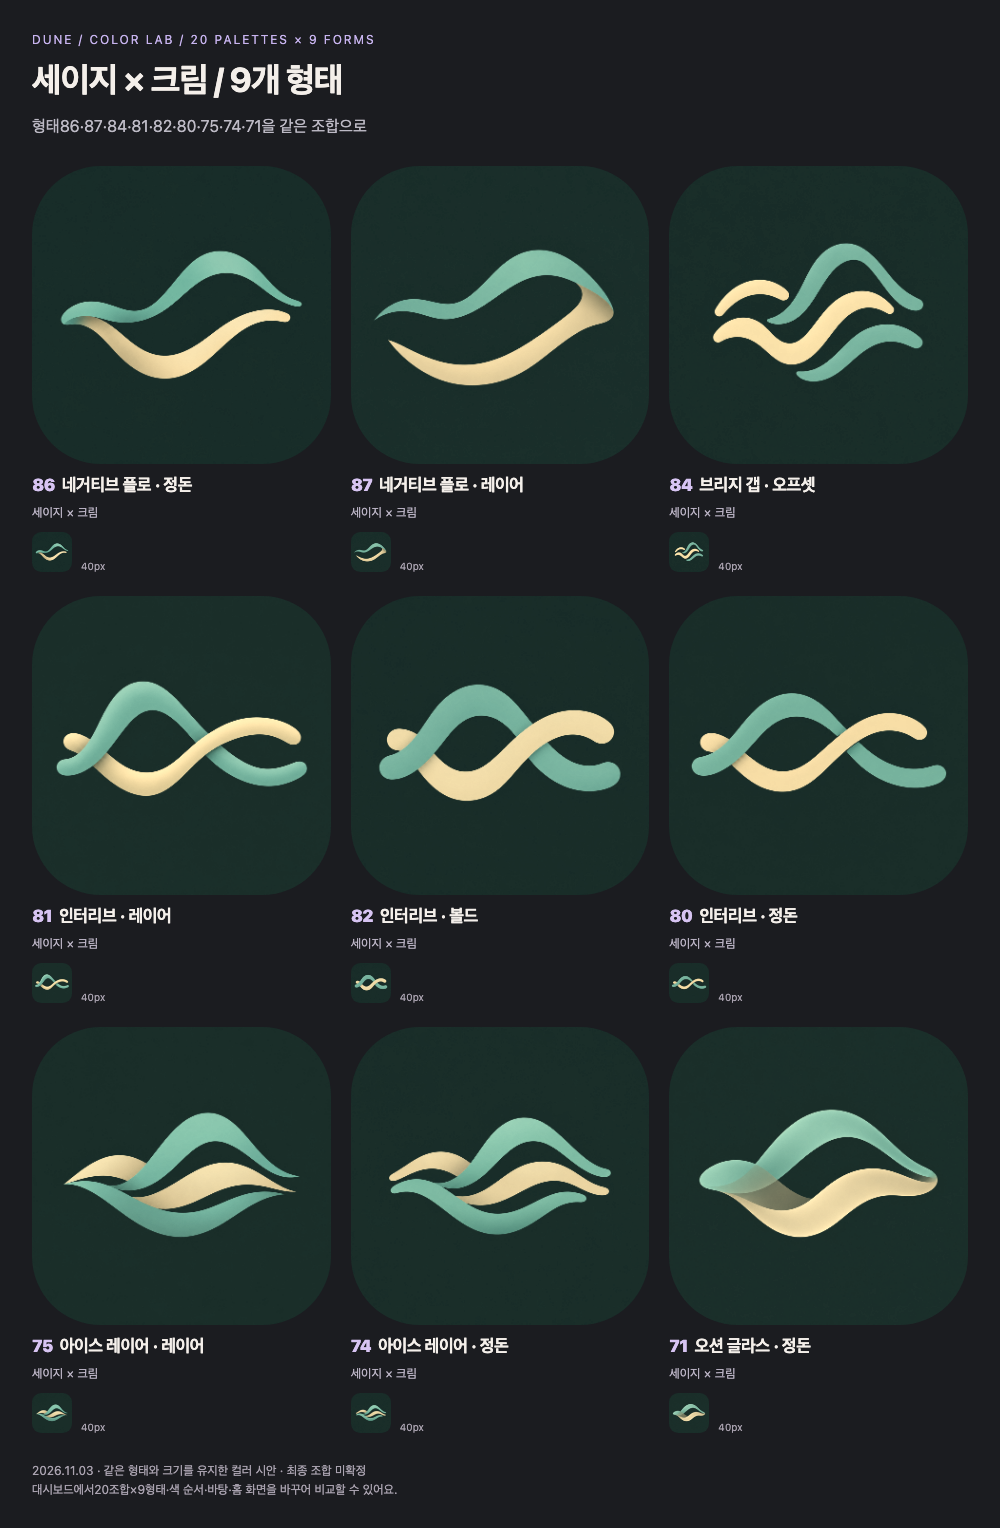 DUNE / COLOR LAB / 20 PALETTES × 9 FORMS
세이지 × 크림 / 9개 형태
형태86·87·84·81·82·80·75·74·71을 같은 조합으로
86 네거티브 플로 · 정돈
세이지 × 크림
40px
87 네거티브 플로 · 레이어
세이지 × 크림
40px
84 브리지 갭 · 오프셋
세이지 × 크림
40px
81 인터리브 · 레이어
세이지 × 크림
40px
82 인터리브 · 볼드
세이지 × 크림
40px
80 인터리브 · 정돈
세이지 × 크림
40px
75 아이스 레이어 · 레이어
세이지 × 크림
40px
74 아이스 레이어 · 정돈
세이지 × 크림
40px
71 오션 글라스 · 정돈
세이지 × 크림
40px
2026.11.03 · 같은 형태와 크기를 유지한 컬러 시안 · 최종 조합 미확정
대시보드에서20조합×9형태·색 순서·바탕·홈 화면을 바꾸어 비교할 수 있어요.